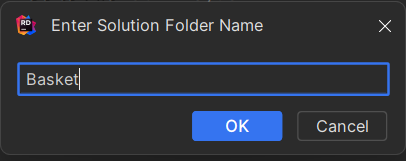 RD
Enter Solution Folder Name
Basket
OK
Cancel